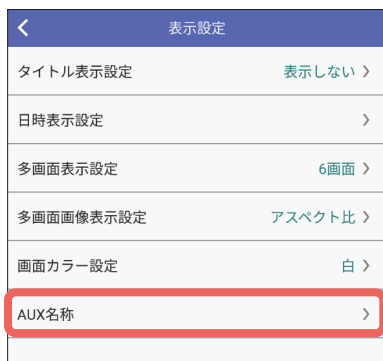 表示設定
タイトル表示設定 表示しない
日時表示設定
多画面表示設定 6画面
多画面画像表示設定 アスペクト比
画面カラー設定 白
AUX名称